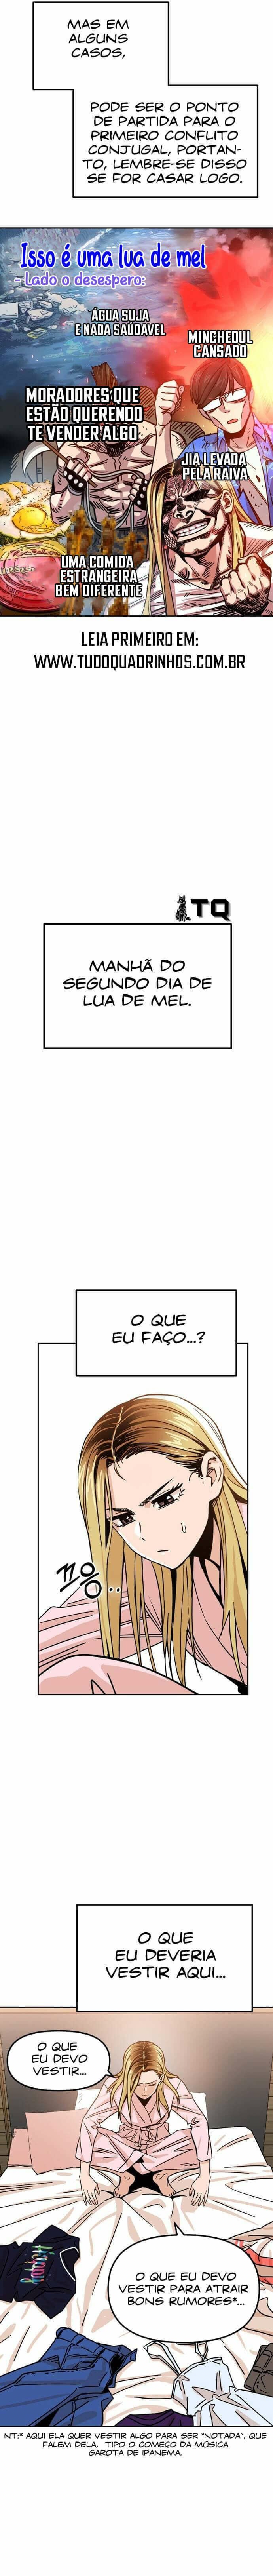 MAS EM
ALGUNS
CASOS,
PODE SER O PONTO
DE PARTIDA PARA O
PRIMEIRO CONFLITO
CONJUGAL, PORTAN-
TO, LEMBRE-SE DISSO
SE FOR CASAR LOGO.
Isso é uma lua de mel
- Lado o desespero:
ÁGUA SUJA
E NADA SAUDAVEL
MINCHEOUL
CANSADO
MORADORES QUE
ESTÃO QUERENDO
TE VENDER ALGO
JIA LEVADA
PELA RAIVA
UMA COMIDA
ESTRANGEIRA
BEM DIFERENTE
LEIA PRIMEIRO EM:
WWW.TUDOQUADRINHOS.COM.BR
TQ
MANHÃ DO
SEGUNDO DIA DE
LUA DE MEL.
O QUE
EU FAÇO...?
끄응..
O QUE
EU DEVERIA
VESTIR AQUI...
O QUE
EU DEVO
VESTIR...
O QUE EU DEVO
VESTIR PARA ATRAIR
BONS RUMORES*...
NT:* AQUI ELA QUER VESTIR ALGO PARA SER "NOTADA", QUE
FALEM DELA, TIPO O COMEÇO DA MÚSICA
GAROTA DE IPANEMA.